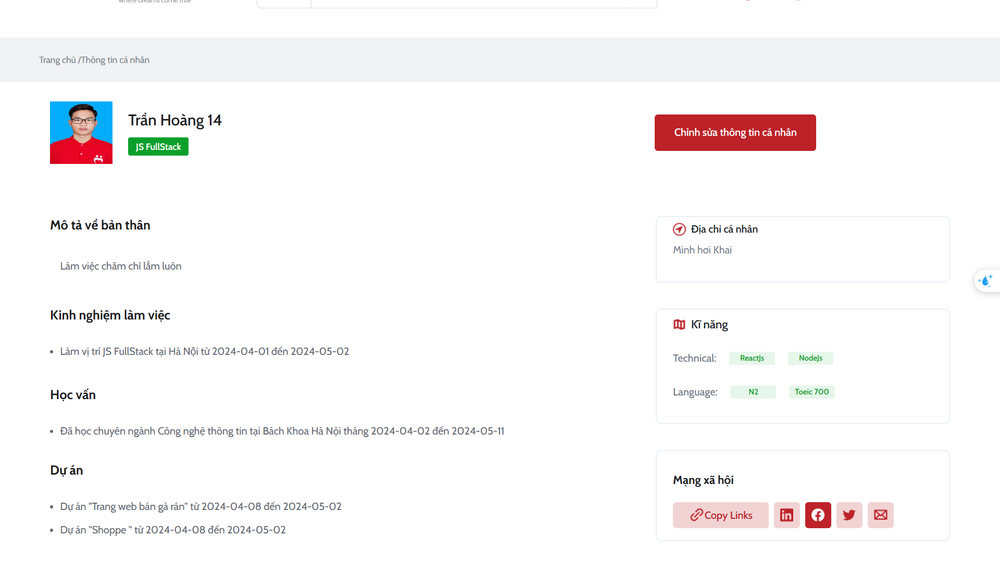 where dreams come true
Trang chủ /Thông tin cá nhân
Trần Hoàng 14
JS FullStack
Chỉnh sửa thông tin cá nhân
Mô tả về bản thân
Làm việc chăm chỉ lắm luôn
Kinh nghiệm làm việc
Làm vị trí JS FullStack tại Hà Nội từ 2024-04-01 đến 2024-05-02
Học vấn
Đã học chuyên ngành Công nghệ thông tin tại Bách Khoa Hà Nội tháng 2024-04-02 đến 2024-05-11
Dự án
Dự án "Trang web bán gà rán" từ 2024-04-08 đến 2024-05-02
Dự án "Shoppe " từ 2024-04-08 đến 2024-05-02
Địa chỉ cá nhân
Minh hơi Khai
Kĩ năng
Technical: ReactJs NodeJs
Language: N2 Toeic 700
Mạng xã hội
Copy Links